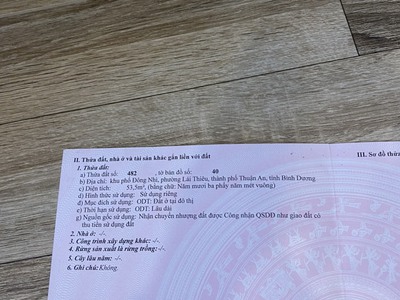 II. Thửa đất, nhà ở và tài sản khác gắn liền với đất
III. Sơ đồ thửa
1. Thửa đất:
a) Thửa đất số: 482 , tờ bản đồ số: 40
b) Địa chỉ: khu phố Đông Nhì, phường Lái Thiêu, thành phố Thuận An, tỉnh Bình Dương
c) Diện tích: 53,5m², (bằng chữ: Năm mươi ba phẩy năm mét vuông)
d) Hình thức sử dụng: Sử dụng riêng
đ) Mục đích sử dụng: ODT: Đất ở tại đô thị
e) Thời hạn sử dụng: ODT: Lâu dài
g) Nguồn gốc sử dụng: Nhận chuyển nhượng đất được Công nhận QSDĐ như giao đất có
thu tiền sử dụng đất
2. Nhà ở: -/-.
3. Công trình xây dựng khác: -/-.
4. Rừng sản xuất là rừng trồng: -/-.
5. Cây lâu năm: -/-.
6. Ghi chú: Không.